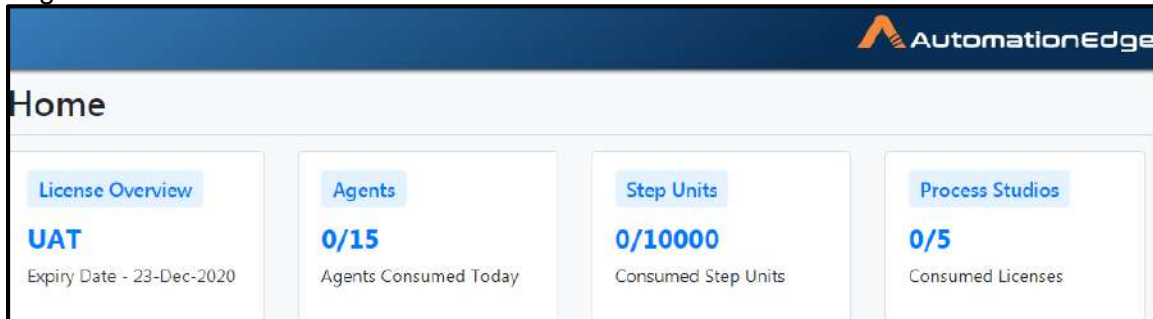 AutomationEdge
Home
License Overview
UAT
Expiry Date - 23-Dec-2020
Agents
0/15
Agents Consumed Today
Step Units
0/10000
Consumed Step Units
Process Studios
0/5
Consumed Licenses